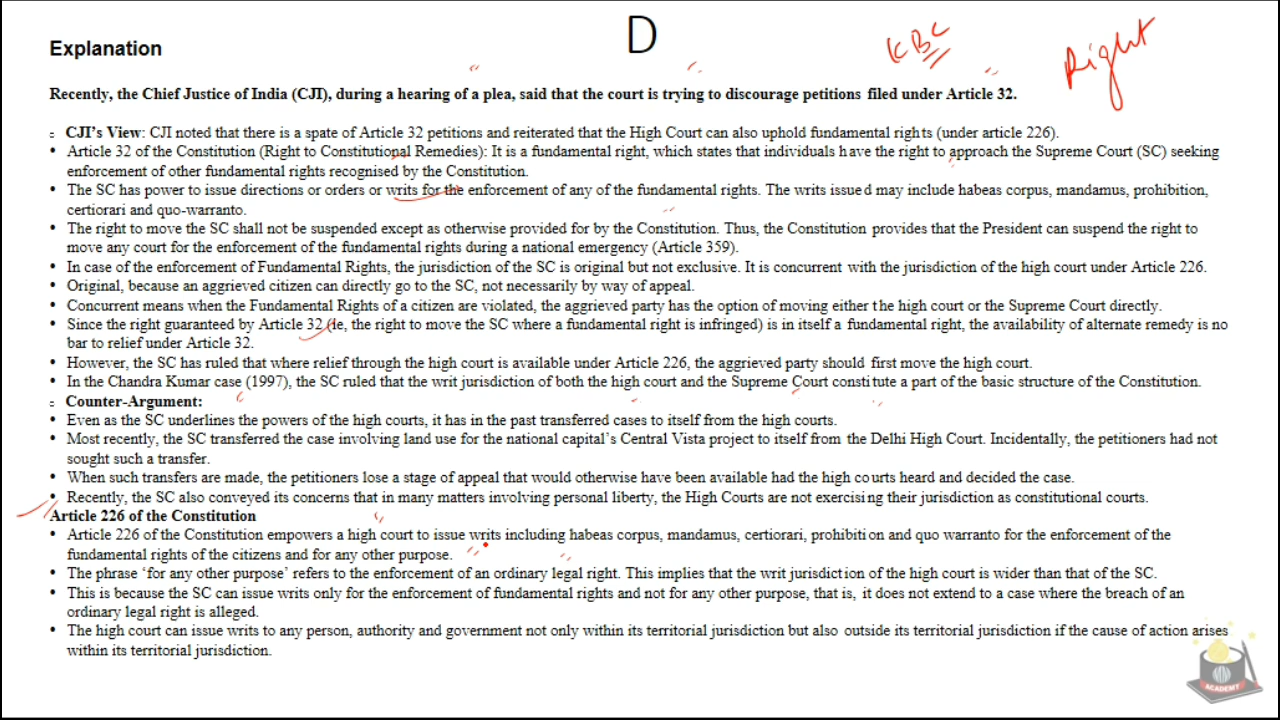 D
KBC
Right
Explanation
Recently, the Chief Justice of India (CJI), during a hearing of a plea, said that the court is trying to discourage petitions filed under Article 32.
CJI's View: CJI noted that there is a spate of Article 32 petitions and reiterated that the High Court can also uphold fundamental rights (under article 226).
• Article 32 of the Constitution (Right to Constitutional Remedies): It is a fundamental right, which states that individuals have the right to approach the Supreme Court (SC) seeking
enforcement of other fundamental rights recognised by the Constitution.
• The SC has power to issue directions or orders or writs for the enforcement of any of the fundamental rights. The writs issued may include habeas corpus, mandamus, prohibition,
certiorari and quo-warranto.
• The right to move the SC shall not be suspended except as otherwise provided for by the Constitution. Thus, the Constitution provides that the President can suspend the right to
move any court for the enforcement of the fundamental rights during a national emergency (Article 359).
• In case of the enforcement of Fundamental Rights, the jurisdiction of the SC is original but not exclusive. It is concurrent with the jurisdiction of the high court under Article 226.
• Original, because an aggrieved citizen can directly go to the SC, not necessarily by way of appeal.
• Concurrent means when the Fundamental Rights of a citizen are violated, the aggrieved party has the option of moving either the high court or the Supreme Court directly.
• Since the right guaranteed by Article 32 (ie, the right to move the SC where a fundamental right is infringed) is in itself a fundamental right, the availability of alternate remedy is no
bar to relief under Article 32.
• However, the SC has ruled that where relief through the high court is available under Article 226, the aggrieved party should first move the high court.
• In the Chandra Kumar case (1997), the SC ruled that the writ jurisdiction of both the high court and the Supreme Court constitute a part of the basic structure of the Constitution.
Counter-Argument:
• Even as the SC underlines the powers of the high courts, it has in the past transferred cases to itself from the high courts.
• Most recently, the SC transferred the case involving land use for the national capital's Central Vista project to itself from the Delhi High Court. Incidentally, the petitioners had not
sought such a transfer.
• When such transfers are made, the petitioners lose a stage of appeal that would otherwise have been available had the high courts heard and decided the case.
• Recently, the SC also conveyed its concerns that in many matters involving personal liberty, the High Courts are not exercising their jurisdiction as constitutional courts.
Article 226 of the Constitution
• Article 226 of the Constitution empowers a high court to issue writs including habeas corpus, mandamus, certiorari, prohibition and quo warranto for the enforcement of the
fundamental rights of the citizens and for any other purpose.
• The phrase 'for any other purpose' refers to the enforcement of an ordinary legal right. This implies that the writ jurisdiction of the high court is wider than that of the SC.
• This is because the SC can issue writs only for the enforcement of fundamental rights and not for any other purpose, that is, it does not extend to a case where the breach of an
ordinary legal right is alleged.
• The high court can issue writs to any person, authority and government not only within its territorial jurisdiction but also outside its territorial jurisdiction if the cause of action arises
within its territorial jurisdiction.
ACADEMY